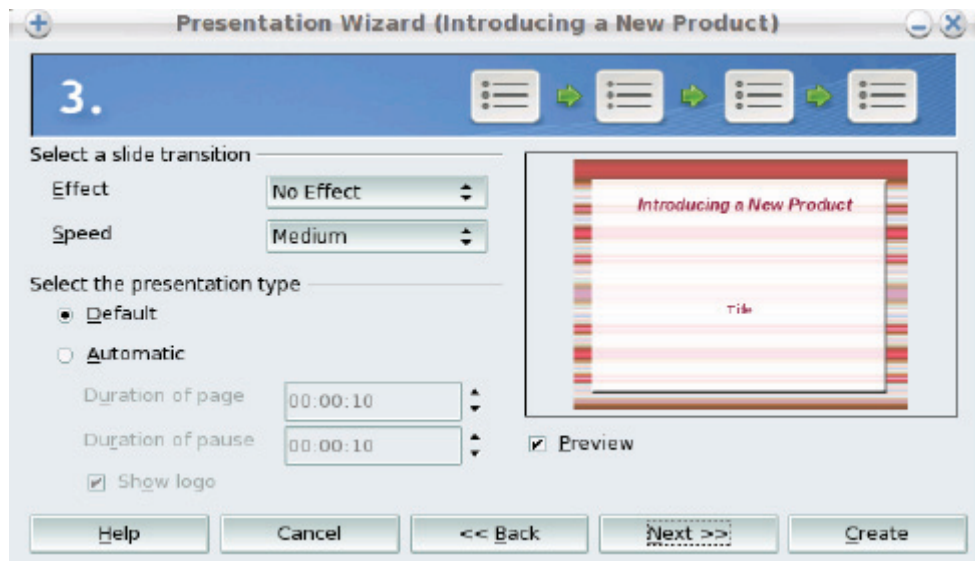 Presentation Wizard (Introducing a New Product)
3.
Select a slide transition
Effect No Effect
Speed Medium
Select the presentation type
Default
Automatic
Duration of page 00:00:10
Duration of pause 00:00:10
Show logo
Introducing a New Product
Title
Preview
Help Cancel << Back Next >> Create